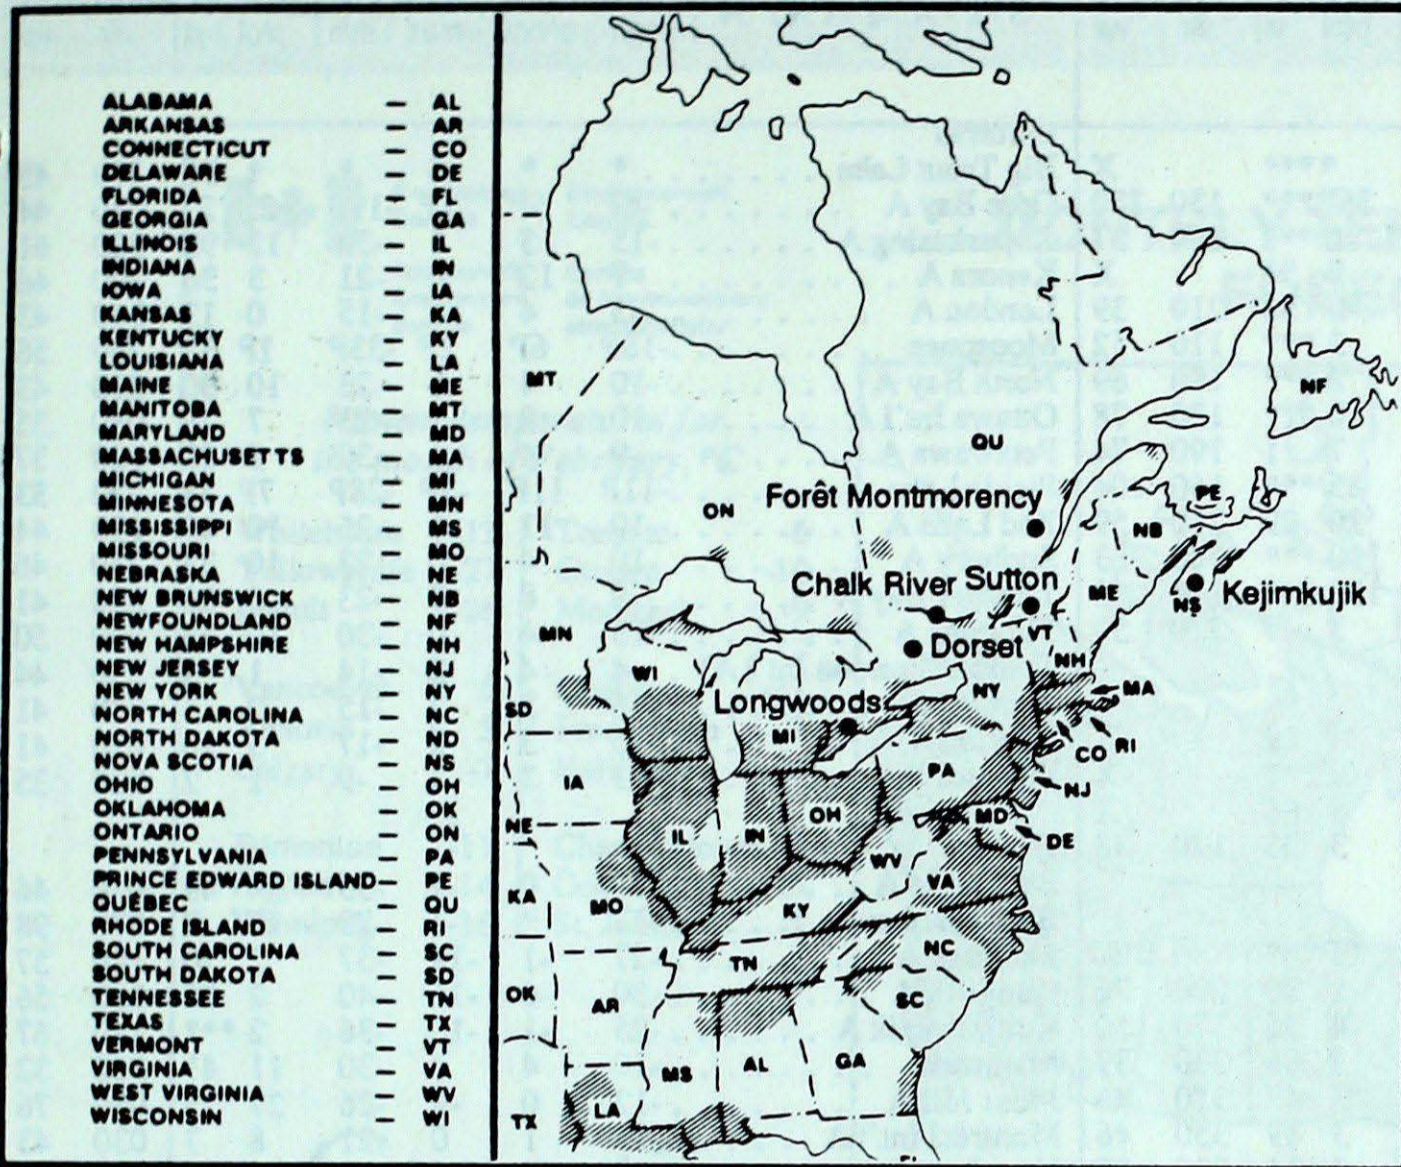 ALABAMA — AL
ARKANSAS — AR
CONNECTICUT — CO
DELAWARE — DE
FLORIDA — FL
GEORGIA — GA
ILLINOIS — IL
INDIANA — IN
IOWA — IA
KANSAS — KA
KENTUCKY — KY
LOUISIANA — LA
MAINE — ME
MANITOBA — MT
MARYLAND — MD
MASSACHUSETTS — MA
MICHIGAN — MI
MINNESOTA — MN
MISSISSIPPI — MS
MISSOURI — MO
NEBRASKA — NE
NEW BRUNSWICK — NB
NEWFOUNDLAND — NF
NEW HAMPSHIRE — NH
NEW JERSEY — NJ
NEW YORK — NY
NORTH CAROLINA — NC
NORTH DAKOTA — ND
NOVA SCOTIA — NS
OHIO — OH
OKLAHOMA — OK
ONTARIO — ON
PENNSYLVANIA — PA
PRINCE EDWARD ISLAND — PE
QUÉBEC — QU
RHODE ISLAND — RI
SOUTH CAROLINA — SC
SOUTH DAKOTA — SD
TENNESSEE — TN
TEXAS — TX
VERMONT — VT
VIRGINIA — VA
WEST VIRGINIA — WV
WISCONSIN — WI
MT
NF
QU
Forêt Montmorency
PE
ON
NB
Chalk River
Sutton
ME
Kejimkujik
NS
MN
VT
Dorset
NH
WI
NY
MA
Longwoods
SD
MI
RI
CO
IA
PA
NJ
NE
OH
MD
IL
IN
DE
WV
VA
KA
MO
KY
NC
TN
OK
AR
SC
MS
AL
GA
LA
TX